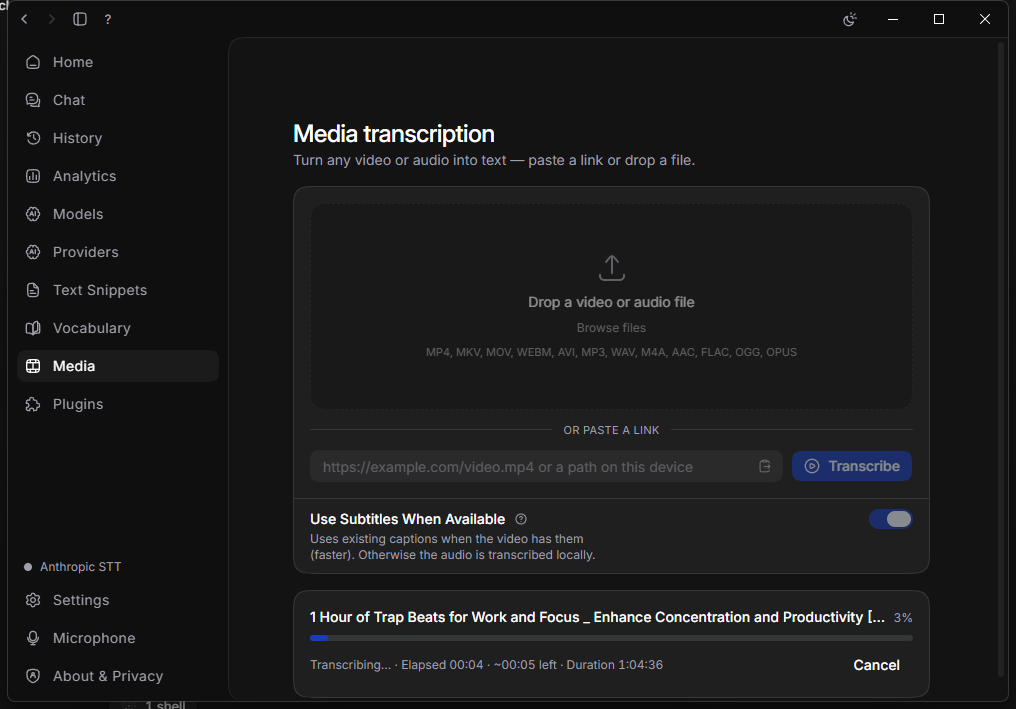 ?
Home
Chat
History
Analytics
Models
Providers
Text Snippets
Vocabulary
Media
Plugins
Anthropic STT
Settings
Microphone
About & Privacy
Media transcription
Turn any video or audio into text — paste a link or drop a file.
Drop a video or audio file
Browse files
MP4, MKV, MOV, WEBM, AVI, MP3, WAV, M4A, AAC, FLAC, OGG, OPUS
OR PASTE A LINK
https://example.com/video.mp4 or a path on this device
Transcribe
Use Subtitles When Available
Uses existing captions when the video has them
(faster). Otherwise the audio is transcribed locally.
1 Hour of Trap Beats for Work and Focus _ Enhance Concentration and Productivity [... 3%
Transcribing... · Elapsed 00:04 · ~00:05 left · Duration 1:04:36
Cancel
1 shell